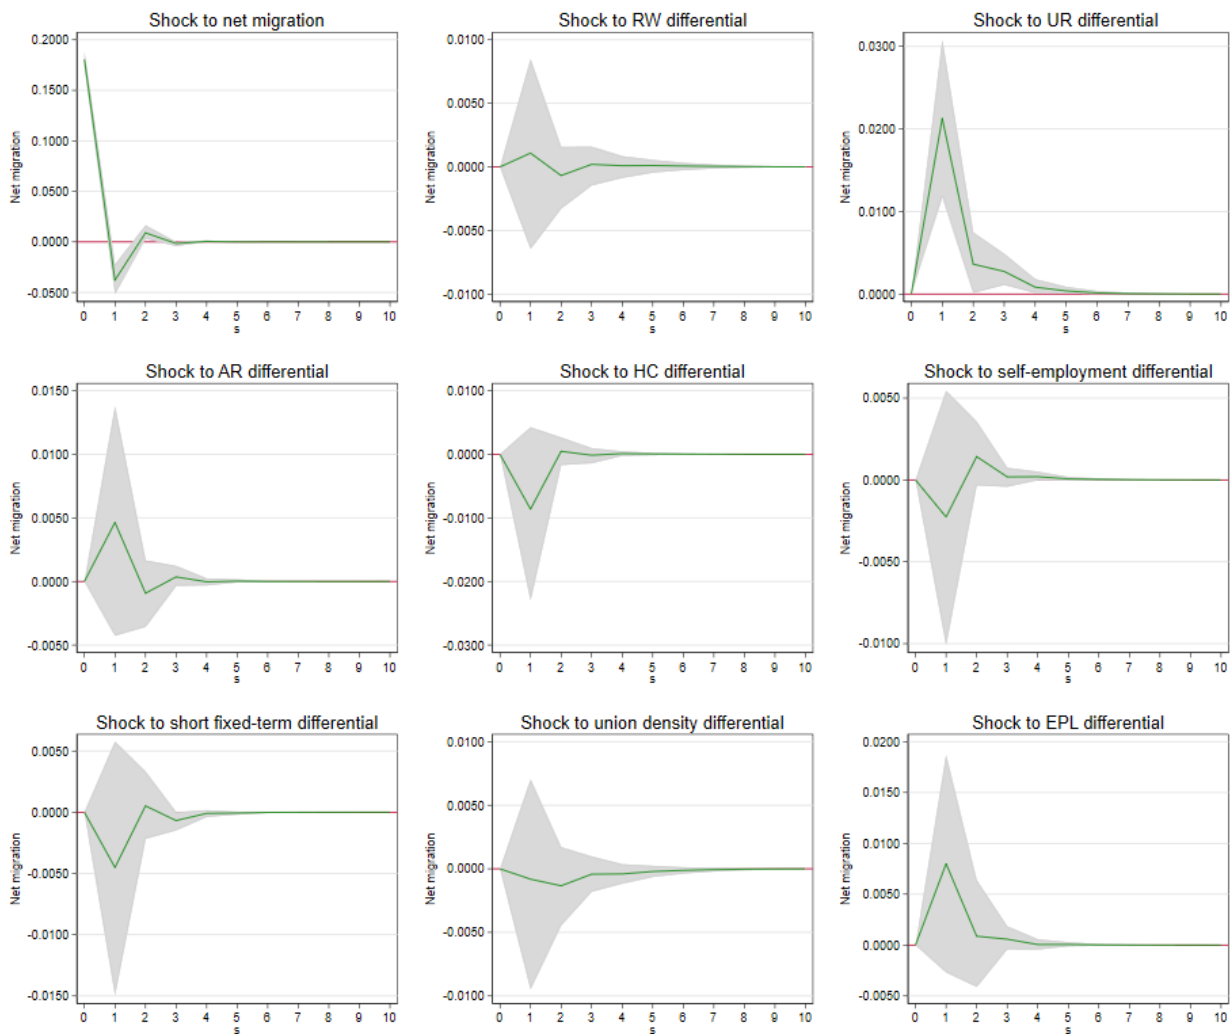 Shock to net migration
0.2000
0.1500
0.1000
0.0500
0.0000
-0.0500
Net migration
0 1 2 3 4 5 6 7 8 9 10
s
Shock to RW differential
0.0100
0.0050
0.0000
-0.0050
-0.0100
Net migration
0 1 2 3 4 5 6 7 8 9 10
s
Shock to UR differential
0.0300
0.0200
0.0100
0.0000
Net migration
0 1 2 3 4 5 6 7 8 9 10
s
Shock to AR differential
0.0150
0.0100
0.0050
0.0000
-0.0050
Net migration
0 1 2 3 4 5 6 7 8 9 10
s
Shock to HC differential
0.0100
0.0000
-0.0100
-0.0200
-0.0300
Net migration
0 1 2 3 4 5 6 7 8 9 10
s
Shock to self-employment differential
0.0050
0.0000
-0.0050
-0.0100
Net migration
0 1 2 3 4 5 6 7 8 9 10
s
Shock to short fixed-term differential
0.0050
0.0000
-0.0050
-0.0100
-0.0150
Net migration
0 1 2 3 4 5 6 7 8 9 10
s
Shock to union density differential
0.0100
0.0050
0.0000
-0.0050
-0.0100
Net migration
0 1 2 3 4 5 6 7 8 9 10
s
Shock to EPL differential
0.0200
0.0150
0.0100
0.0050
0.0000
-0.0050
Net migration
0 1 2 3 4 5 6 7 8 9 10
s